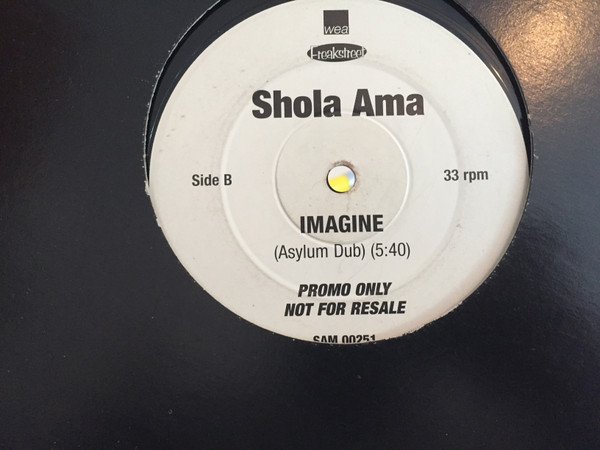 wea
Freakstreet
Shola Ama
Side B
33 rpm
IMAGINE
(Asylum Dub) (5:40)
PROMO ONLY
NOT FOR RESALE
SAM 00251